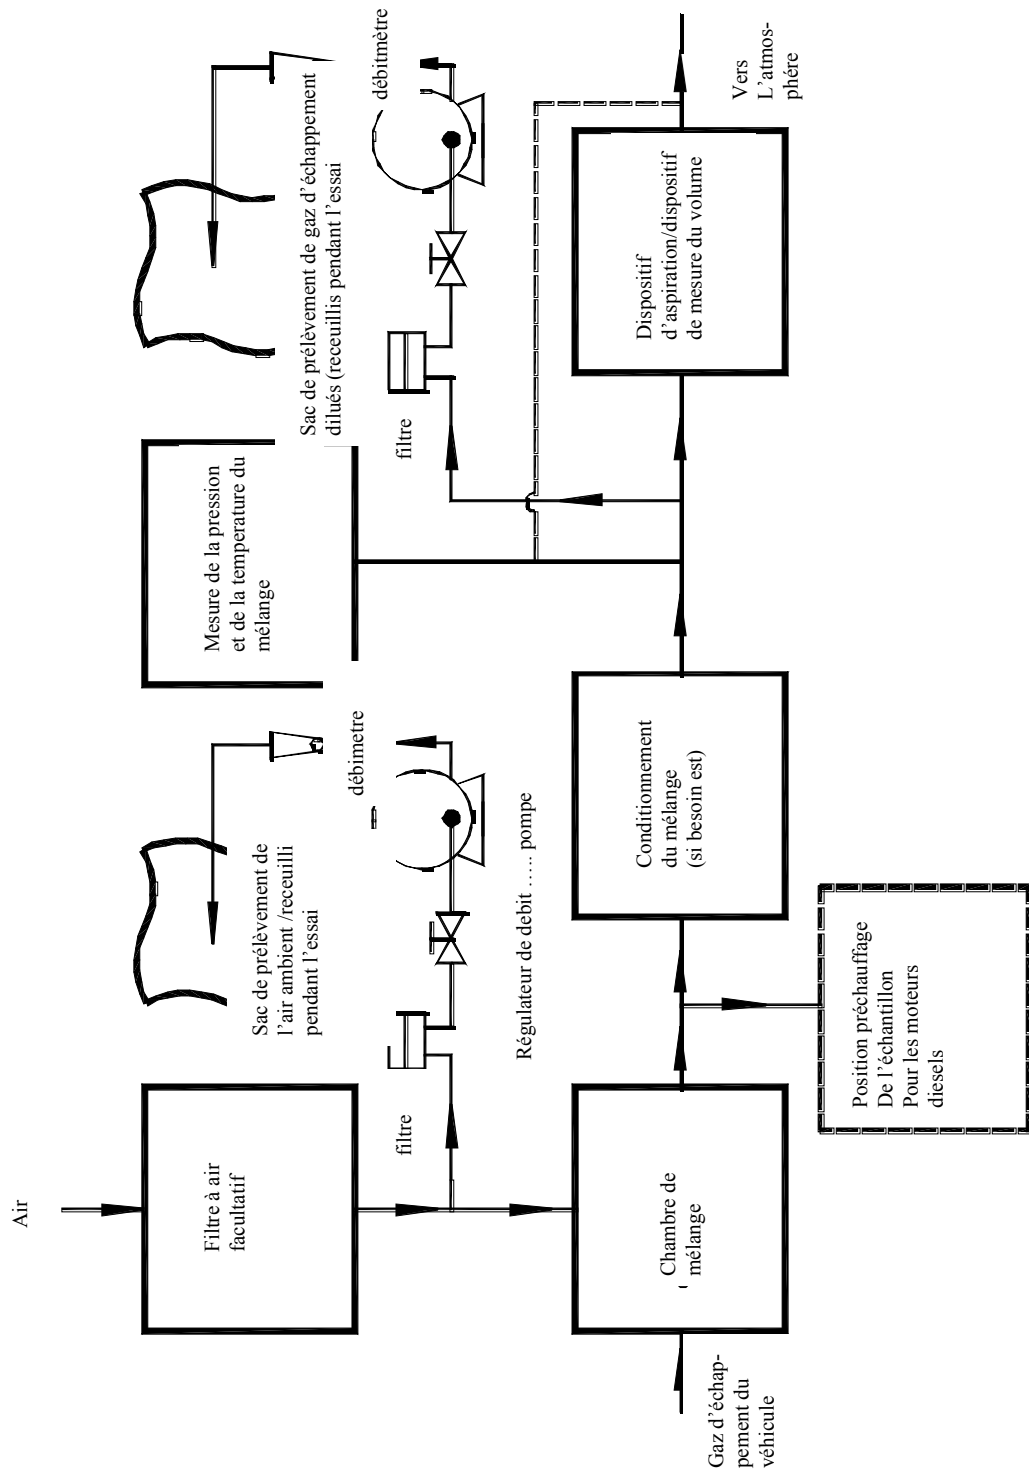 Air
Filtre à air
facultatif
filtre
Sac de prélèvement de
l'air ambient /receuilli
pendant l'essai
débimetre
Régulateur de debit ….. pompe
Mesure de la pression
et de la temperature du
mélange
Sac de prélèvement de gaz d'échappement
dilués (receuillis pendant l'essai
filtre
débitmètre
Gaz d'échap-
pement du
véhicule
Chambre de
mélange
Position préchauffage
De l'échantillon
Pour les moteurs
diesels
Conditionnement
du mélange
(si besoin est)
Dispositif
d'aspiration/dispositif
de mesure du volume
Vers
L'atmos-
phére